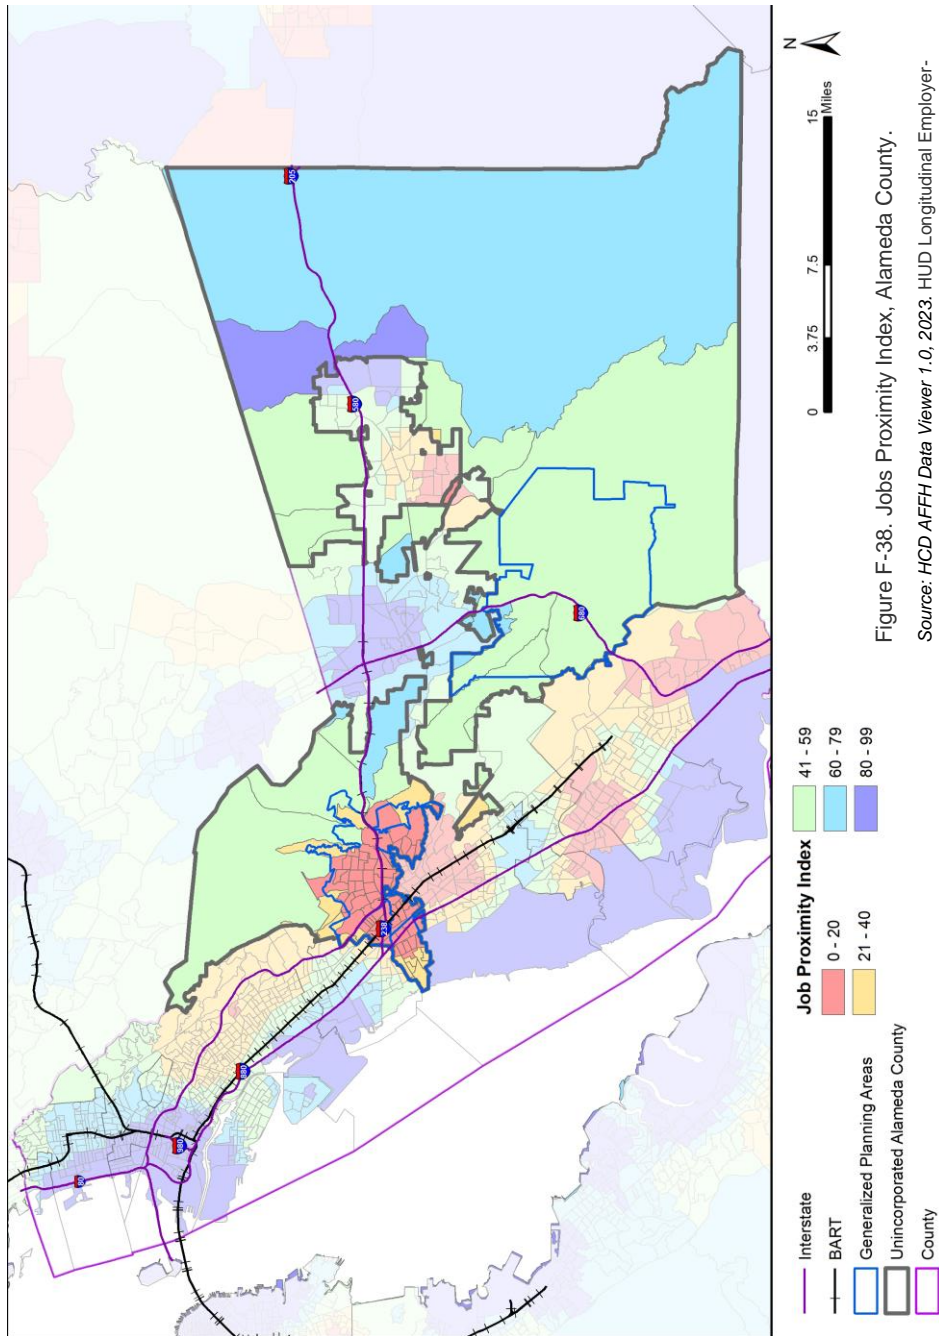 205
580
680
238
880
980
80
N
0
3.75
7.5
15
Miles
Interstate
BART
Generalized Planning Areas
Unincorporated Alameda County
County
Job Proximity Index
0 - 20
21 - 40
41 - 59
60 - 79
80 - 99
Figure F-38. Jobs Proximity Index, Alameda County.
Source: HCD AFFH Data Viewer 1.0, 2023. HUD Longitudinal Employer-